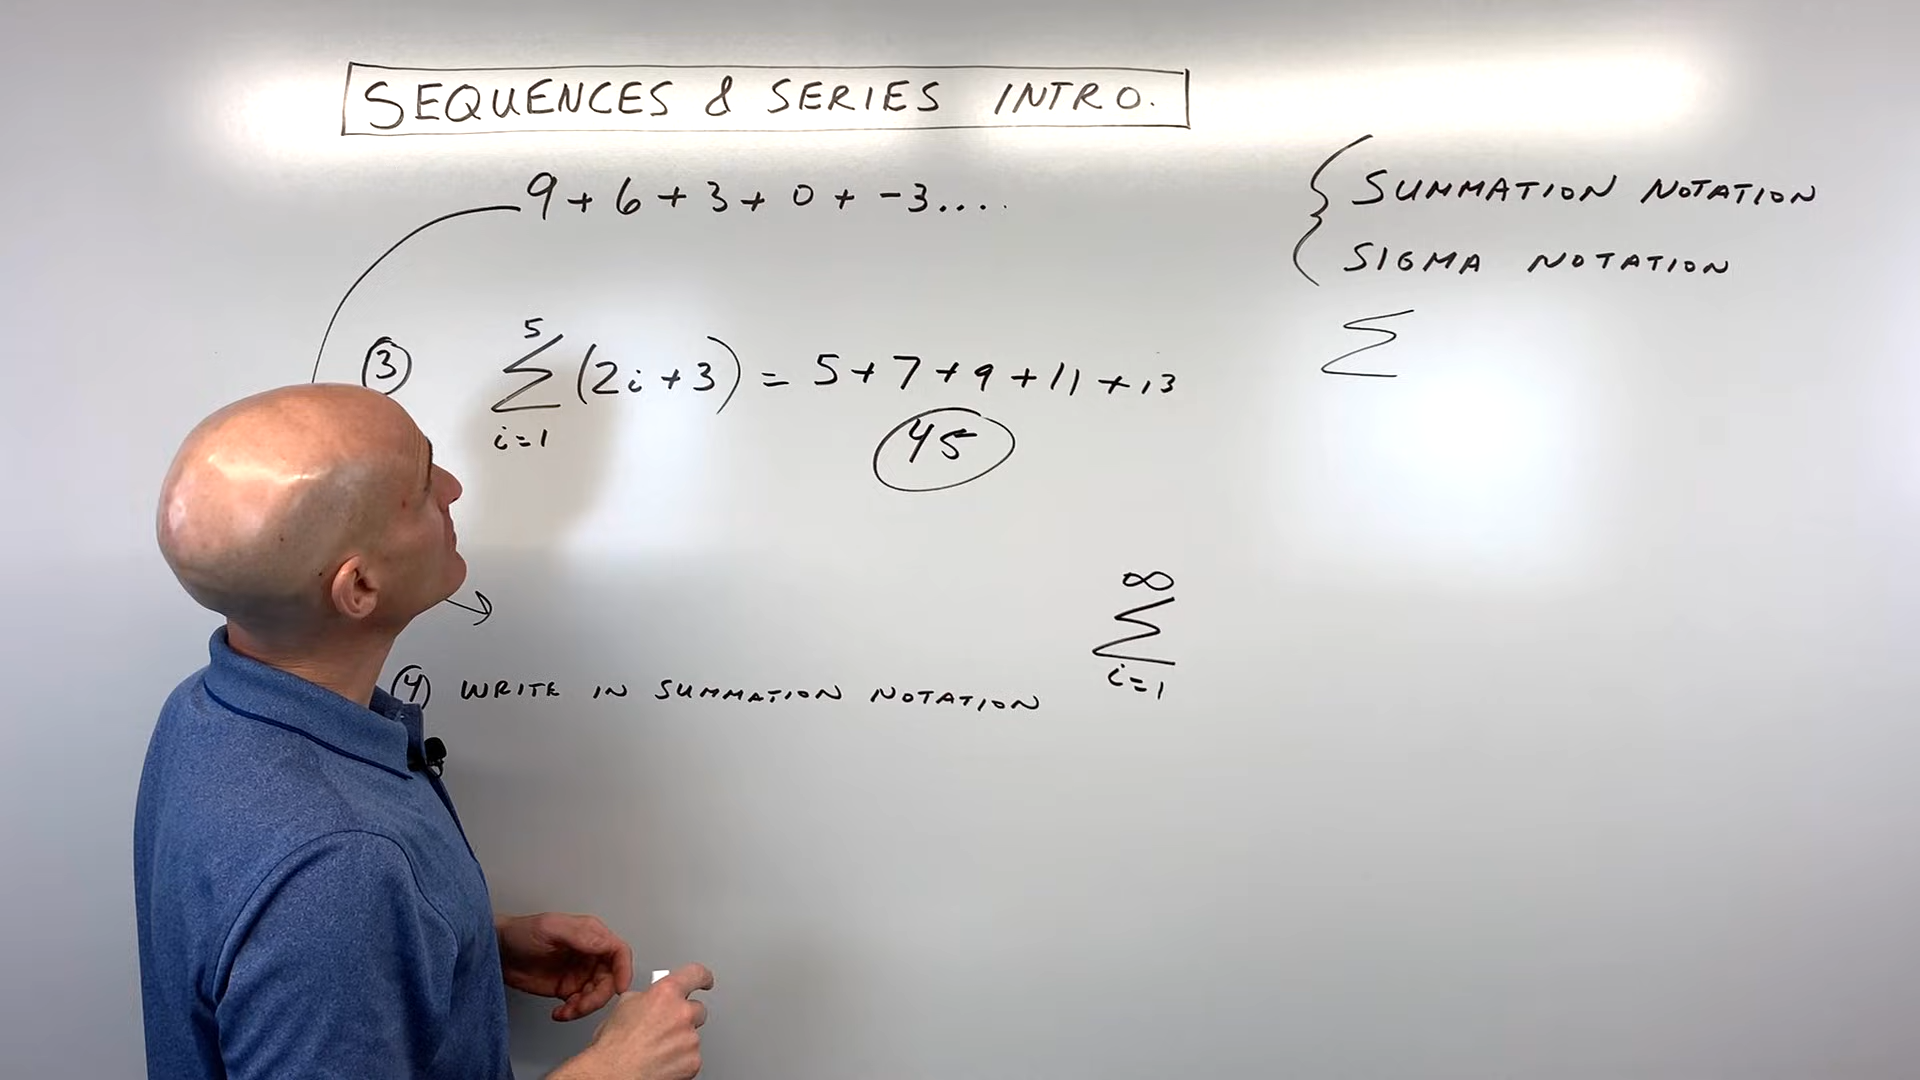 SEQUENCES & SERIES INTRO.
9 + 6 + 3 + 0 + -3....
{ SUMMATION NOTATION
SIGMA NOTATION
Σ
③ 5
Σ (2i + 3) = 5 + 7 + 9 + 11 + 13
i=1
45
∞
Σ
i=1
④ WRITE IN SUMMATION NOTATION